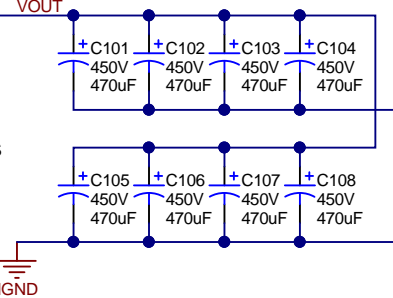 VOUT
+ C101
450V
470uF
+ C102
450V
470uF
+ C103
450V
470uF
+ C104
450V
470uF
+ C105
450V
470uF
+ C106
450V
470uF
+ C107
450V
470uF
+ C108
450V
470uF
GND